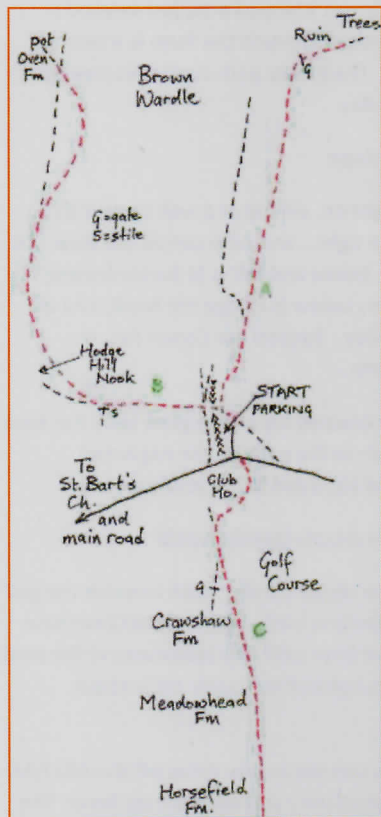 Trees
Ruin
pot
Oven
Fm
G
Brown
Wardle
G=gate
S=stile
A
Hodge
Hill
Nook
B
S
START
PARKING
To
St. Bart's
Ch.
and
main road
Club
Ho.
Golf
Course
G
Crawshaw
Fm
C
Meadowhead
Fm
Horsefield
Fm.